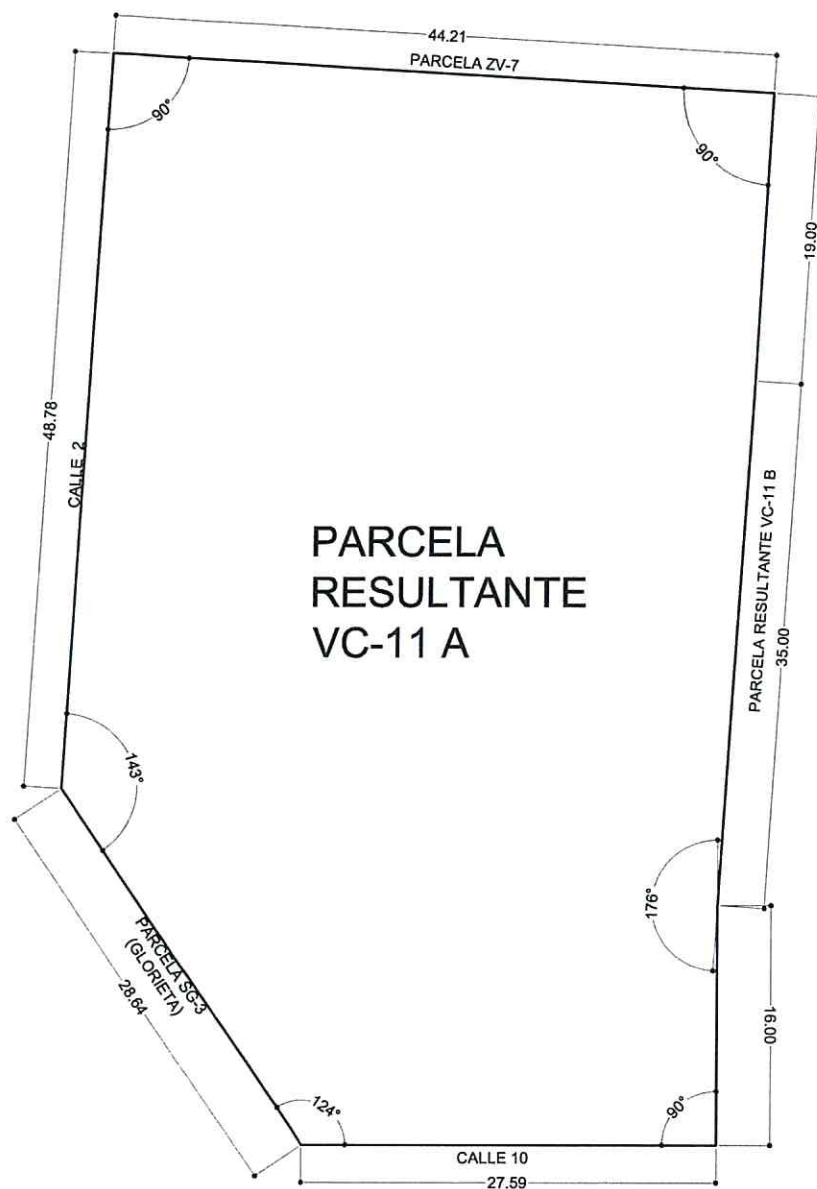 44.21
PARCELA ZV-7
90°
90°
19.00
48.78
CALLE 2
PARCELA
RESULTANTE
VC-11 A
PARCELA RESULTANTE VC-11 B
35.00
143°
176°
PARCELA SG-3
(GLORIETA)
28.64
16.00
124°
90°
CALLE 10
27.59